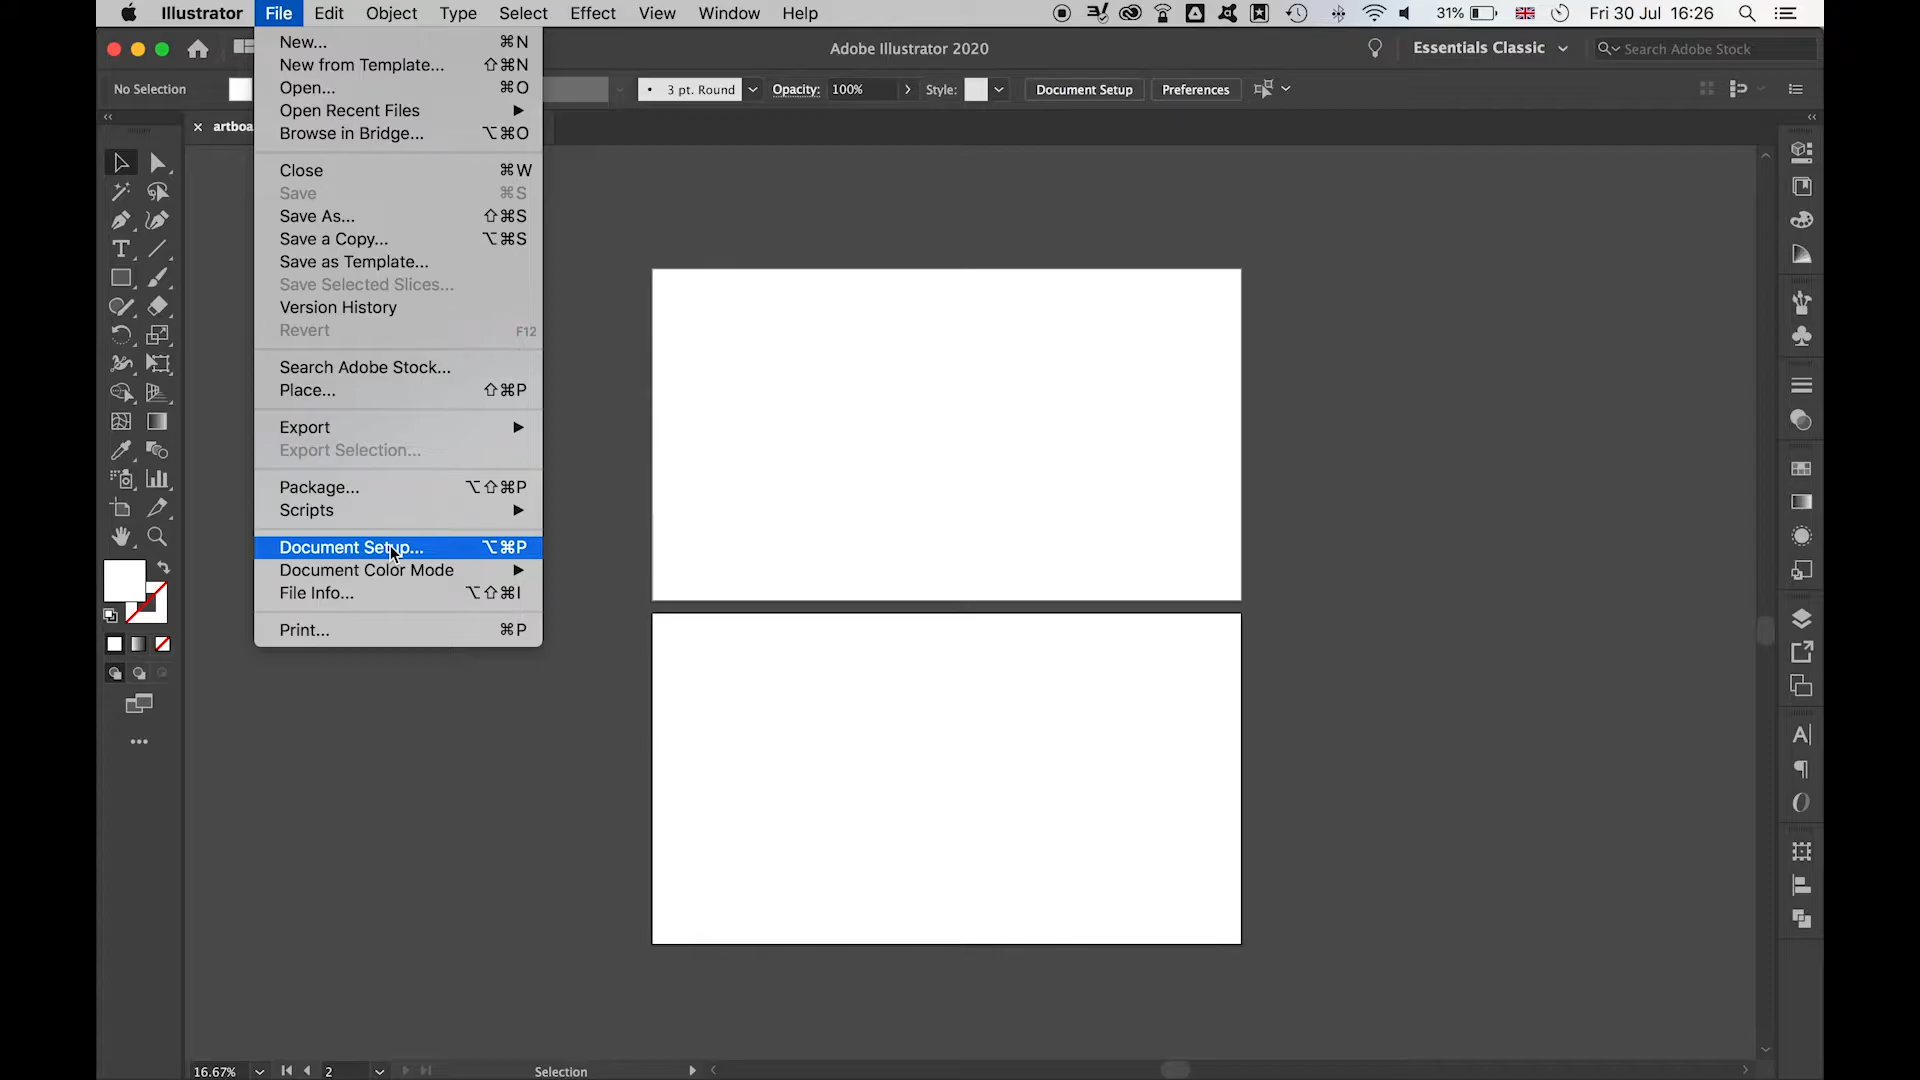 Illustrator File Edit Object Type Select Effect View Window Help 31% Fri 30 Jul 16:26
Adobe Illustrator 2020 Essentials Classic Search Adobe Stock
No Selection 3 pt. Round Opacity: 100% Style: Document Setup Preferences
artboa
New... ⌘N
New from Template... ⇧⌘N
Open... ⌘O
Open Recent Files
Browse in Bridge... ⌥⌘O
Close ⌘W
Save ⌘S
Save As... ⇧⌘S
Save a Copy... ⌥⌘S
Save as Template...
Save Selected Slices...
Version History
Revert F12
Search Adobe Stock...
Place... ⇧⌘P
Export
Export Selection...
Package... ⌥⇧⌘P
Scripts
Document Setup... ⌥⌘P
Document Color Mode
File Info... ⌥⇧⌘I
Print... ⌘P
16.67% 2 Selection